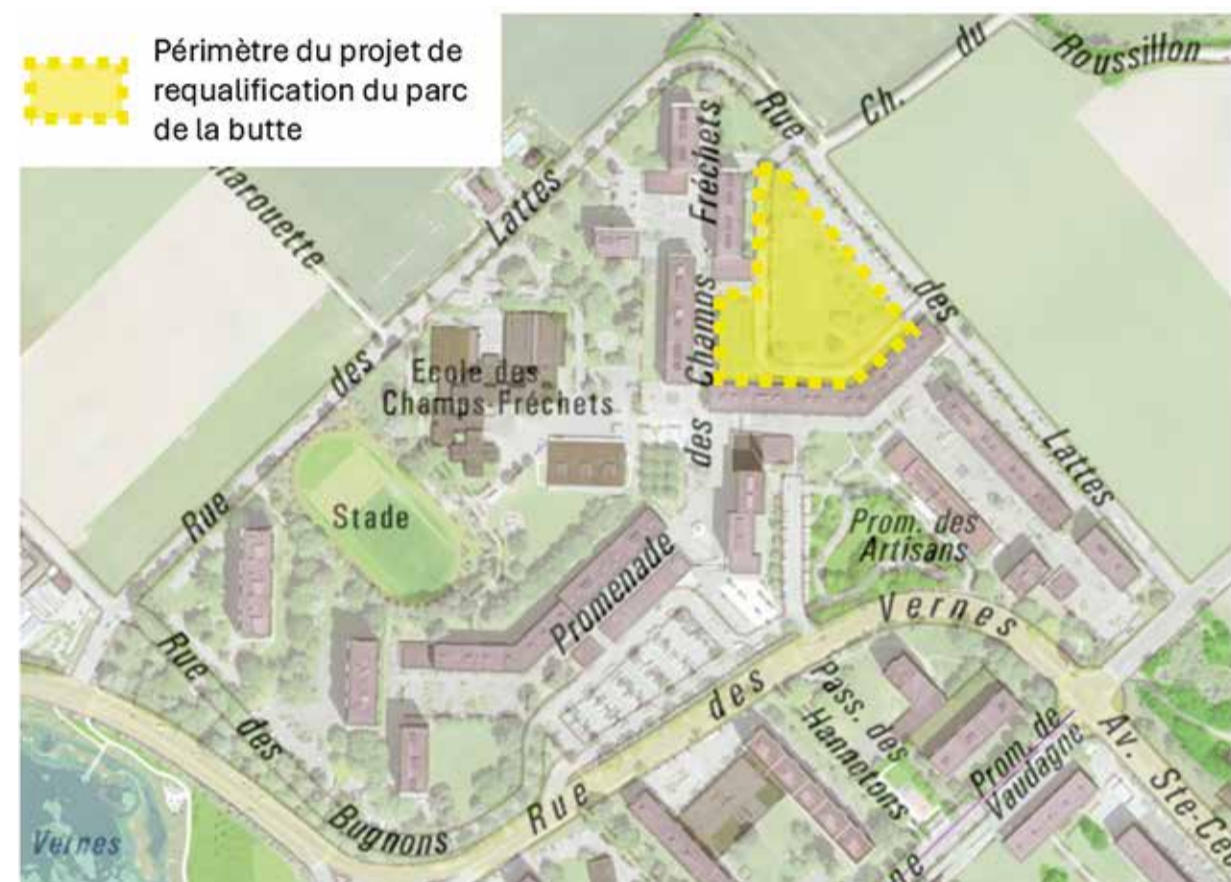 Périmètre du projet de
requalification du parc
de la butte
Roussillon
Ch. du
Rue des Lattes
Fréchets
Rue des Lattes
Promenade des Champs
Ecole des
Champs-Fréchets
Stade
Prom. des
Artisans
Rue des Vernes
Pass. des
Hannetons
Prom. de
Vaudagne
Av. Ste-Ce
Rue des Bugnons
Vernes
ne